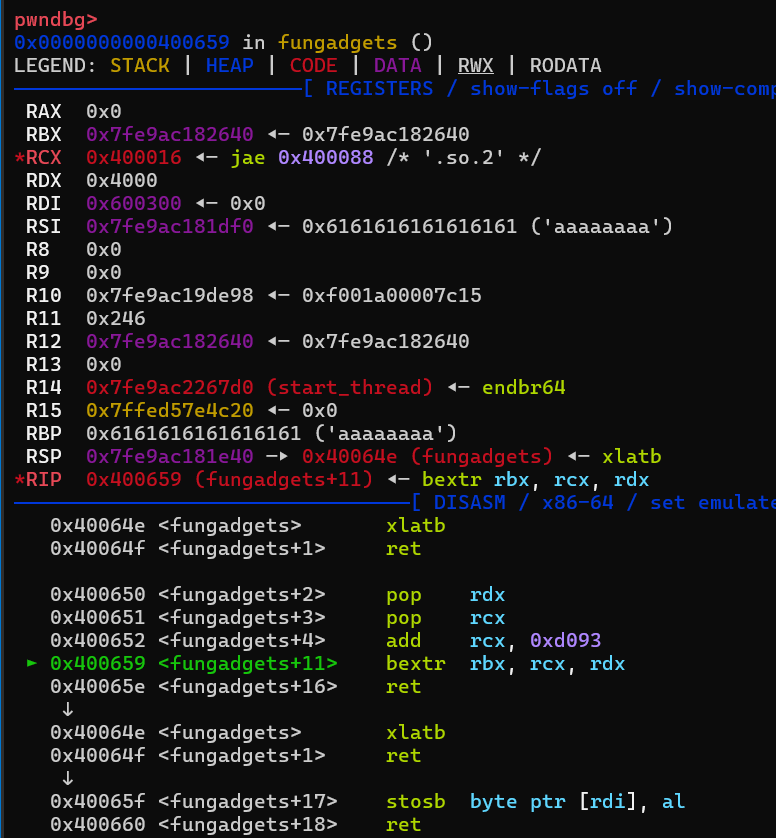 pwndbg>
0x0000000000400659 in fungadgets ()
LEGEND: STACK | HEAP | CODE | DATA | RWX | RODATA
[ REGISTERS / show-flags off / show-comp
RAX 0x0
RBX 0x7fe9ac182640 ◂— 0x7fe9ac182640
*RCX 0x400016 ◂— jae 0x400088 /* '.so.2' */
RDX 0x4000
RDI 0x600300 ◂— 0x0
RSI 0x7fe9ac181df0 ◂— 0x6161616161616161 ('aaaaaaaa')
R8 0x0
R9 0x0
R10 0x7fe9ac19de98 ◂— 0xf001a00007c15
R11 0x246
R12 0x7fe9ac182640 ◂— 0x7fe9ac182640
R13 0x0
R14 0x7fe9ac2267d0 (start_thread) ◂— endbr64
R15 0x7ffed57e4c20 ◂— 0x0
RBP 0x6161616161616161 ('aaaaaaaa')
RSP 0x7fe9ac181e40 —▸ 0x40064e (fungadgets) ◂— xlatb
*RIP 0x400659 (fungadgets+11) ◂— bextr rbx, rcx, rdx
[ DISASM / x86-64 / set emulate
0x40064e <fungadgets> xlatb
0x40064f <fungadgets+1> ret
0x400650 <fungadgets+2> pop rdx
0x400651 <fungadgets+3> pop rcx
0x400652 <fungadgets+4> add rcx, 0xd093
► 0x400659 <fungadgets+11> bextr rbx, rcx, rdx
0x40065e <fungadgets+16> ret
↓
0x40064e <fungadgets> xlatb
0x40064f <fungadgets+1> ret
↓
0x40065f <fungadgets+17> stosb byte ptr [rdi], al
0x400660 <fungadgets+18> ret